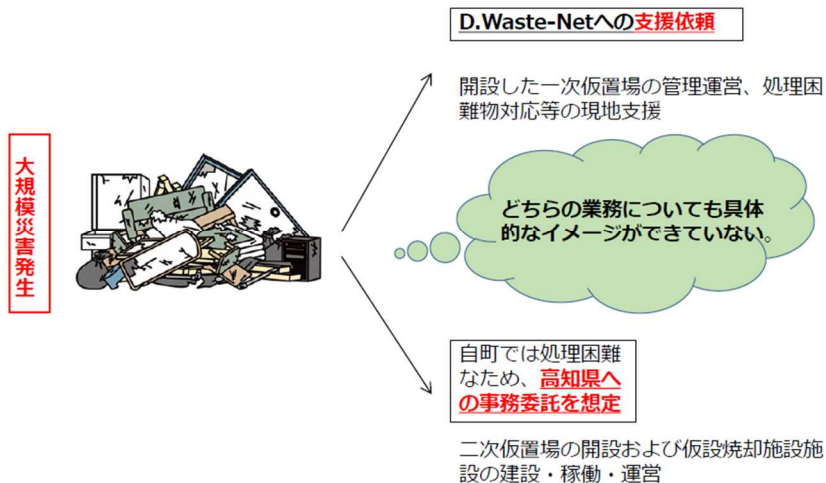 大規模災害発生
D.Waste-Netへの支援依頼
開設した一次仮置場の管理運営、処理困
難物対応等の現地支援
どちらの業務についても具体
的なイメージができていない。
自町では処理困難
なため、高知県へ
の事務委託を想定
二次仮置場の開設および仮設焼却施設施
設の建設・稼働・運営